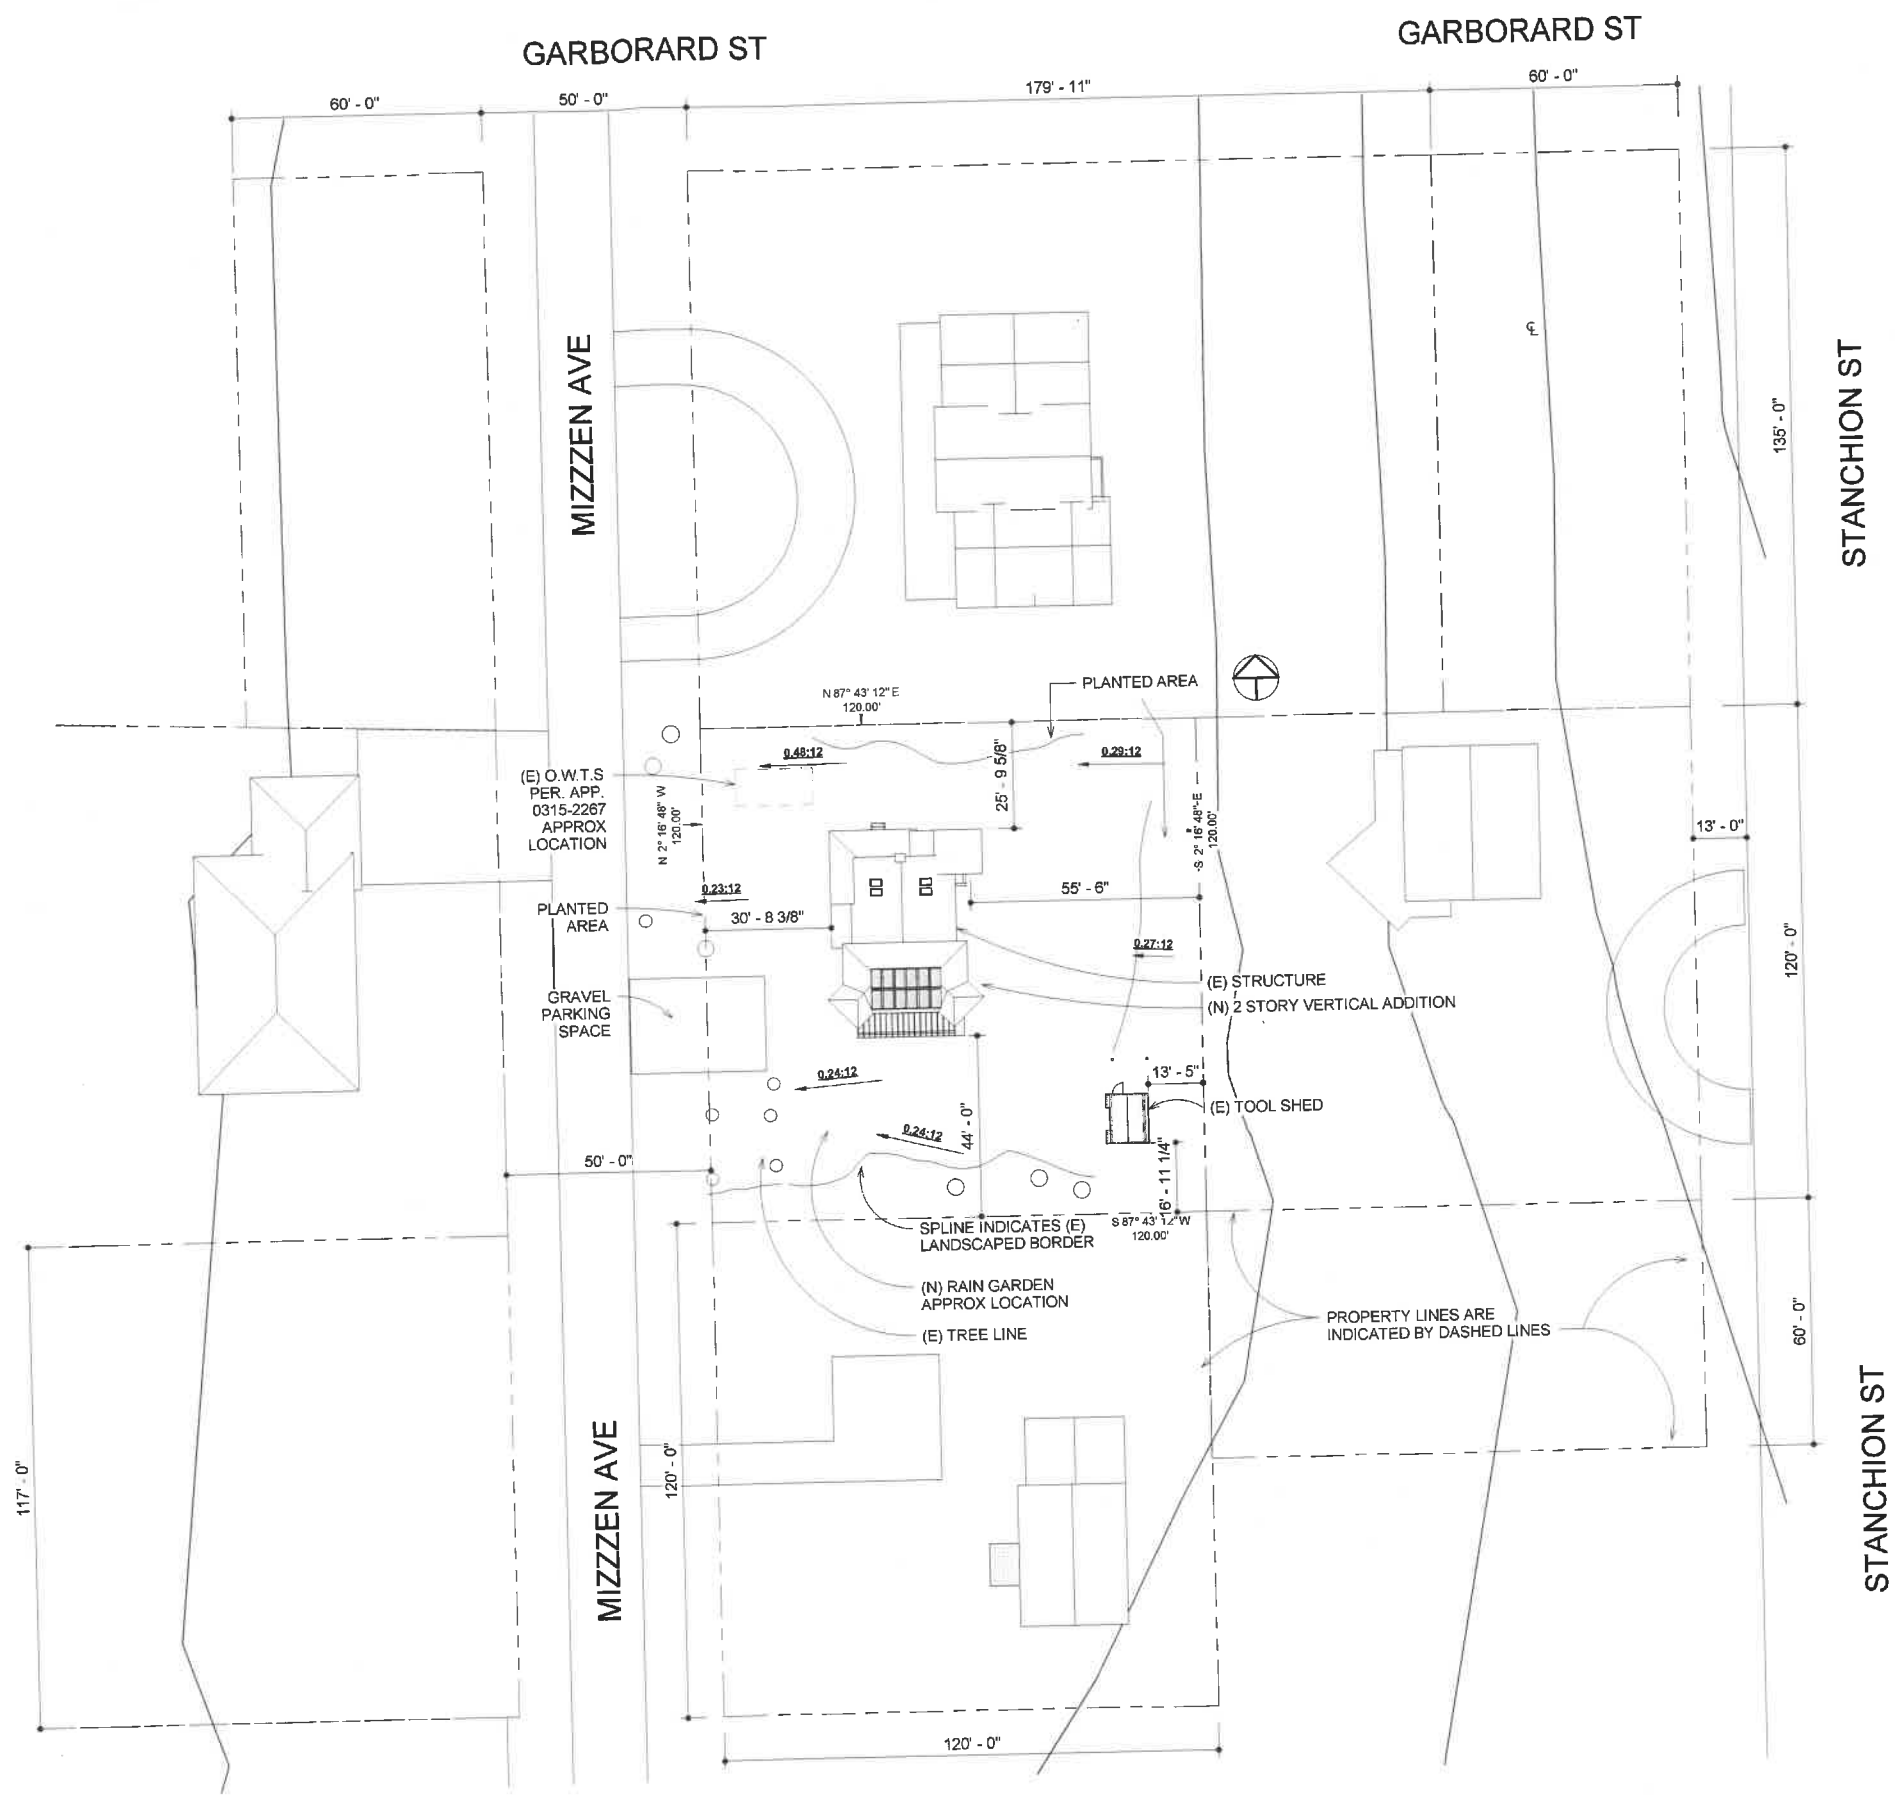 GARBORARD ST
GARBORARD ST
60' - 0"
50' - 0"
179' - 11"
60' - 0"
MIZZEN AVE
℄
135' - 0"
STANCHION ST
PLANTED AREA
N 87° 43' 12" E
120.00'
0.48:12
0.29:12
25' - 9 5/8"
(E) O.W.T.S
PER. APP.
0315-2267
APPROX
LOCATION
N 2° 16' 48" W
120.00'
S 2° 16' 48" E
120.00'
13' - 0"
0.23:12
55' - 6"
PLANTED
AREA
30' - 8 3/8"
0.27:12
120' - 0"
(E) STRUCTURE
(N) 2 STORY VERTICAL ADDITION
GRAVEL
PARKING
SPACE
0.24:12
13' - 5"
(E) TOOL SHED
0.24:12
44' - 0"
50' - 0"
16' - 11 1/4"
S 87° 43' 12" W
120.00'
SPLINE INDICATES (E)
LANDSCAPED BORDER
(N) RAIN GARDEN
APPROX LOCATION
(E) TREE LINE
PROPERTY LINES ARE
INDICATED BY DASHED LINES
60' - 0"
117' - 0"
MIZZEN AVE
120' - 0"
STANCHION ST
120' - 0"